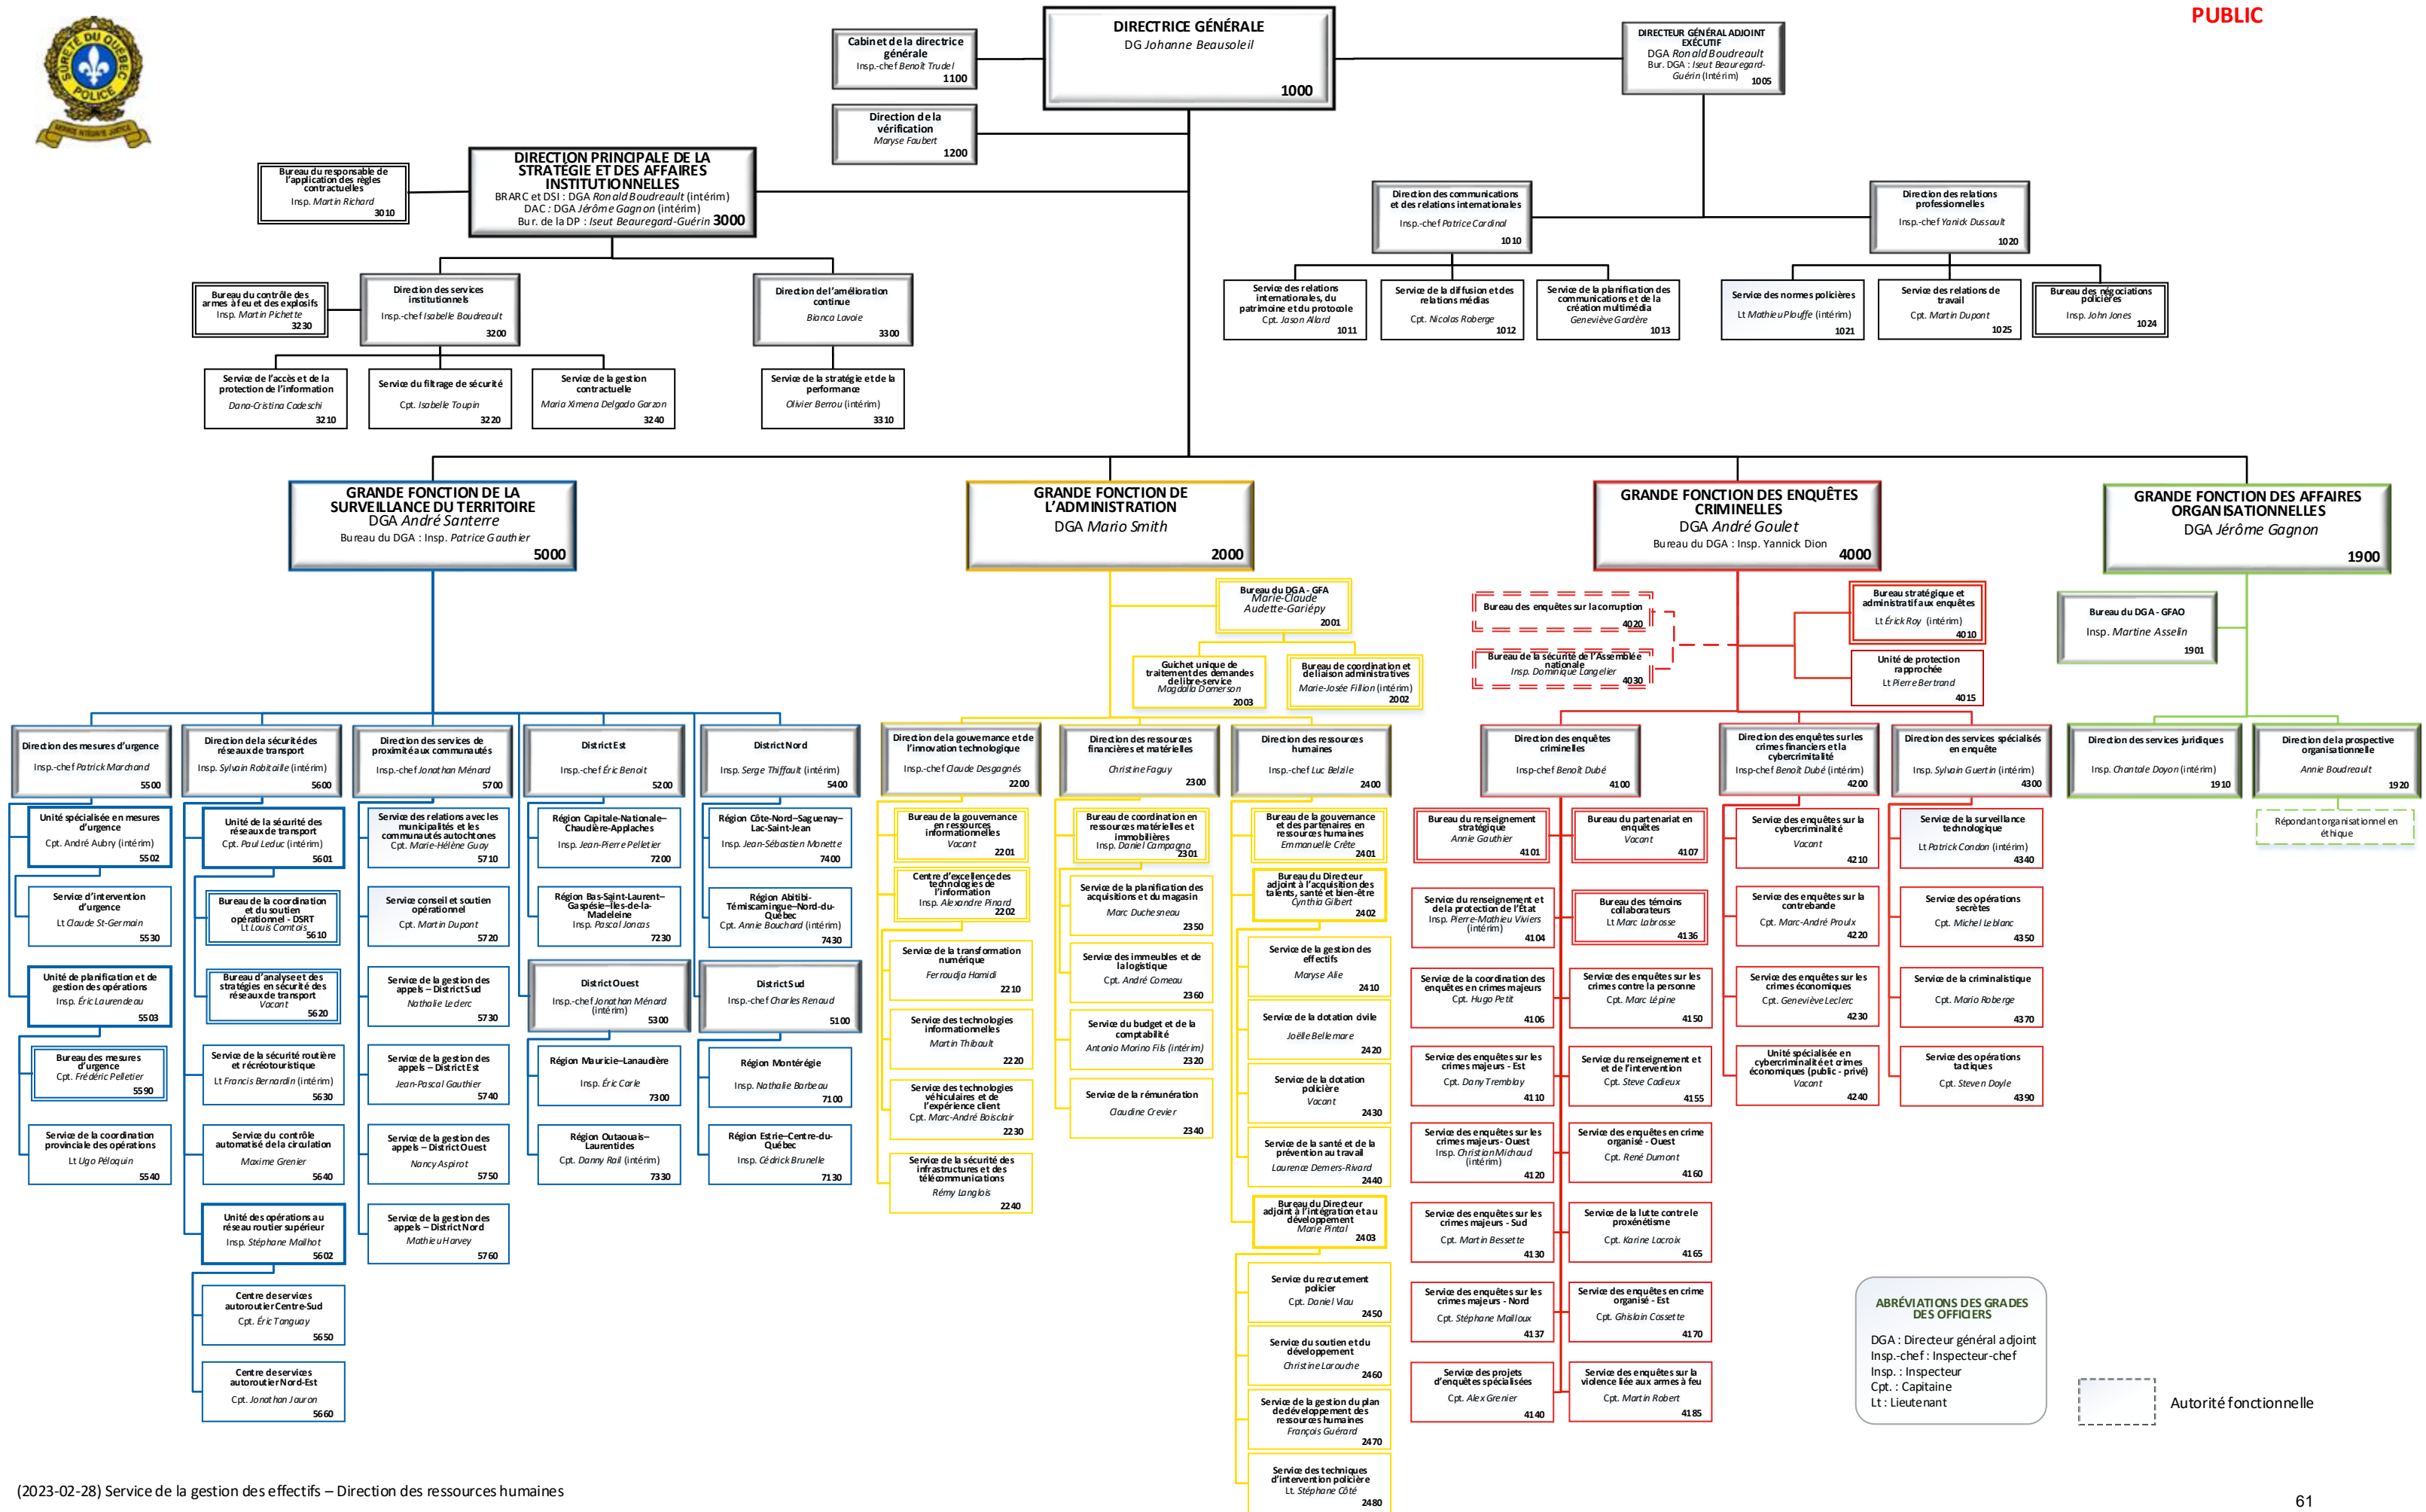 PUBLIC
SÛRETÉ DU QUÉBEC
POLICE
SERVICE INTÉGRITÉ JUSTICE
DIRECTRICE GÉNÉRALE
DG Johanne Beausoleil
1000
Cabinet de la directrice
générale
Insp.-chef Benoît Trudel
1100
Direction de la
vérification
Maryse Faubert
1200
DIRECTEUR GÉNÉRAL ADJOINT
EXÉCUTIF
DGA Ronald Boudreault
Bur. DGA : Iseut Beauregard-
Guérin (Intérim)
1005
DIRECTION PRINCIPALE DE LA
STRATÉGIE ET DES AFFAIRES
INSTITUTIONNELLES
BRARC et DSI : DGA Ronald Boudreault (intérim)
DAC : DGA Jérôme Gagnon (intérim)
Bur. de la DP : Iseut Beauregard-Guérin 3000
Bureau du responsable de
l'application des règles
contractuelles
Insp. Martin Richard
3010
Direction des communications
et des relations internationales
Insp.-chef Patrice Cardinal
1010
Direction des relations
professionnelles
Insp.-chef Yanick Dussault
1020
Bureau du contrôle des
armes à feu et des explosifs
Insp. Martin Pichette
3230
Direction des services
institutionnels
Insp.-chef Isabelle Boudreault
3200
Direction de l'amélioration
continue
Bianca Lavoie
3300
Service des relations
internationales, du
patrimoine et du protocole
Cpt. Jason Allard
1011
Service de la diffusion et des
relations médias
Cpt. Nicolas Roberge
1012
Service de la planification des
communications et de la
création multimédia
Geneviève Gardère
1013
Service des normes policières
Lt Mathieu Plouffe (intérim)
1021
Service des relations de
travail
Cpt. Martin Dupont
1025
Bureau des négociations
policières
Insp. John Jones
1024
Service de l'accès et de la
protection de l'information
Dana-Cristina Cadeschi
3210
Service du filtrage de sécurité
Cpt. Isabelle Toupin
3220
Service de la gestion
contractuelle
Maria Ximena Delgado Garzon
3240
Service de la stratégie et de la
performance
Olivier Berrou (intérim)
3310
GRANDE FONCTION DE LA
SURVEILLANCE DU TERRITOIRE
DGA André Santerre
Bureau du DGA : Insp. Patrice Gauthier
5000
GRANDE FONCTION DE
L'ADMINISTRATION
DGA Mario Smith
2000
GRANDE FONCTION DES ENQUÊTES
CRIMINELLES
DGA André Goulet
Bureau du DGA : Insp. Yannick Dion
4000
GRANDE FONCTION DES AFFAIRES
ORGANISATIONNELLES
DGA Jérôme Gagnon
1900
Direction des mesures d'urgence
Insp.-chef Patrick Marchand
5500
Unité spécialisée en mesures
d'urgence
Cpt. André Aubry (intérim)
5502
Service d'intervention
d'urgence
Lt Claude St-Germain
5530
Unité de planification et de
gestion des opérations
Insp. Éric Laurendeau
5503
Bureau des mesures
d'urgence
Cpt. Frédéric Pelletier
5590
Service de la coordination
provinciale des opérations
Lt Ugo Péloquin
5540
Direction de la sécurité des
réseaux de transport
Insp. Sylvain Robitaille (intérim)
5600
Unité de la sécurité des
réseaux de transport
Cpt. Paul Leduc (intérim)
5601
Bureau de la coordination
et du soutien
opérationnel - DSRT
Lt Louis Comtois
5610
Bureau d'analyse et des
stratégies en sécurité des
réseaux de transport
Vacant
5620
Service de la sécurité routière
et récréotouristique
Lt Francis Bernardin (intérim)
5630
Service du contrôle
automatisé de la circulation
Maxime Grenier
5640
Unité des opérations au
réseau routier supérieur
Insp. Stéphane Mailhot
5602
Centre de services
autoroutier Centre-Sud
Cpt. Éric Tanguay
5650
Centre de services
autoroutier Nord-Est
Cpt. Jonathan Jauron
5660
Direction des services de
proximité aux communautés
Insp.-chef Jonathan Ménard
5700
Service des relations avec les
municipalités et les
communautés autochtones
Cpt. Marie-Hélène Guay
5710
Service conseil et soutien
opérationnel
Cpt. Martin Dupont
5720
Service de la gestion des
appels – District Sud
Nathalie Lederc
5730
Service de la gestion des
appels – District Est
Jean-Pascal Gauthier
5740
Service de la gestion des
appels – District Ouest
Nancy Aspirot
5750
Service de la gestion des
appels – District Nord
Mathieu Harvey
5760
District Est
Insp.-chef Éric Benoit
5200
Région Capitale-Nationale–
Chaudière-Applaches
Insp. Jean-Pierre Pelletier
7200
Région Bas-Saint-Laurent–
Gaspésie–Îles-de-la-
Madeleine
Insp. Pascal Joncas
7230
District Ouest
Insp.-chef Jonathan Ménard
(intérim)
5300
Région Mauricie–Lanaudière
Insp. Éric Carle
7300
Région Outaouais–
Laurentides
Cpt. Danny Rail (intérim)
7330
District Nord
Insp. Serge Thiffault (intérim)
5400
Région Côte-Nord–Saguenay–
Lac-Saint-Jean
Insp. Jean-Sébastien Monette
7400
Région Abitibi-
Témiscamingue–Nord-du-
Québec
Cpt. Annie Bouchard (intérim)
7430
District Sud
Insp.-chef Charles Renaud
5100
Région Montérégie
Insp. Nathalie Barbeau
7100
Région Estrie–Centre-du-
Québec
Insp. Cédrick Brunelle
7130
Bureau du DGA - GFA
Marie-Claude
Audette-Gariépy
2001
Guichet unique de
traitement des demandes
de libre-service
Magdalla Domerson
2003
Bureau de coordination et
de liaison administratives
Marie-Josée Fillion (intérim)
2002
Direction de la gouvernance et de
l'innovation technologique
Insp.-chef Claude Desgagnés
2200
Bureau de la gouvernance
en ressources
informationnelles
Vacant
2201
Centre d'excellence des
technologies de
l'information
Insp. Alexandre Pinard
2202
Service de la transformation
numérique
Ferroudja Hamidi
2210
Service des technologies
informationnelles
Martin Thibault
2220
Service des technologies
véhiculaires et de
l'expérience client
Cpt. Marc-André Boisclair
2230
Service de la sécurité des
infrastructures et des
télécommunications
Rémy Langlois
2240
Direction des ressources
financières et matérielles
Christine Faguy
2300
Bureau de coordination en
ressources matérielles et
immobilières
Insp. Daniel Campagna
2301
Service de la planification des
acquisitions et du magasin
Marc Duchesneau
2350
Service des immeubles et de
la logistique
Cpt. André Comeau
2360
Service du budget et de la
comptabilité
Antonio Morino Fils (intérim)
2320
Service de la rémunération
Claudine Crevier
2340
Direction des ressources
humaines
Insp.-chef Luc Belzile
2400
Bureau de la gouvernance
et des partenaires en
ressources humaines
Emmanuelle Crête
2401
Bureau du Directeur
adjoint à l'acquisition des
talents, santé et bien-être
Cynthia Gilbert
2402
Service de la gestion des
effectifs
Maryse Alie
2410
Service de la dotation civile
Joëlle Bellemare
2420
Service de la dotation
policière
Vacant
2430
Service de la santé et de la
prévention au travail
Laurence Demers-Rivard
2440
Bureau du Directeur
adjoint à l'intégration et au
développement
Marie Pintal
2403
Service du recrutement
policier
Cpt. Daniel Viau
2450
Service du soutien et du
développement
Christine Larouche
2460
Service de la gestion du plan
de développement des
ressources humaines
François Guérard
2470
Service des techniques
d'intervention policière
Lt. Stéphane Côté
2480
Bureau des enquêtes sur la corruption
4020
Bureau de la sécurité de l'Assemblée
nationale
Insp. Dominique Langelier
4030
Bureau stratégique et
administratif aux enquêtes
Lt Érick Roy (intérim)
4010
Unité de protection
rapprochée
Lt Pierre Bertrand
4015
Direction des enquêtes
criminelles
Insp-chef Benoît Dubé
4100
Bureau du renseignement
stratégique
Annie Gauthier
4101
Bureau du partenariat en
enquêtes
Vacant
4107
Service du renseignement et
de la protection de l'État
Insp. Pierre-Mathieu Viviers
(intérim)
4104
Bureau des témoins
collaborateurs
Lt Marc Labrosse
4136
Service de la coordination des
enquêtes en crimes majeurs
Cpt. Hugo Petit
4106
Service des enquêtes sur les
crimes contre la personne
Cpt. Marc Lépine
4150
Service des enquêtes sur les
crimes majeurs - Est
Cpt. Dany Tremblay
4110
Service du renseignement et
et de l'intervention
Cpt. Steve Cadieux
4155
Service des enquêtes sur les
crimes majeurs- Ouest
Insp. Christian Michaud
(intérim)
4120
Service des enquêtes en crime
organisé - Ouest
Cpt. René Dumont
4160
Service des enquêtes sur les
crimes majeurs - Sud
Cpt. Martin Bessette
4130
Service de la lutte contre le
proxénétisme
Cpt. Karine Lacroix
4165
Service des enquêtes sur les
crimes majeurs - Nord
Cpt. Stéphane Mailloux
4137
Service des enquêtes en crime
organisé - Est
Cpt. Ghislain Cossette
4170
Service des projets
d'enquêtes spécialisées
Cpt. Alex Grenier
4140
Service des enquêtes sur la
violence liée aux armes à feu
Cpt. Martin Robert
4185
Direction des enquêtes sur les
crimes financiers et la
cybercrimitalité
Insp-chef Benoît Dubé (intérim)
4200
Service des enquêtes sur la
cybercriminalité
Vacant
4210
Service des enquêtes sur la
contrebande
Cpt. Marc-André Proulx
4220
Service des enquêtes sur les
crimes économiques
Cpt. Geneviève Leclerc
4230
Unité spécialisée en
cybercriminalité et crimes
économiques (public - privé)
Vacant
4240
Direction des services spécialisés
en enquête
Insp. Sylvain Guertin (intérim)
4300
Service de la surveillance
technologique
Lt Patrick Condon (intérim)
4340
Service des opérations
secrètes
Cpt. Michel Leblanc
4350
Service de la criminalistique
Cpt. Mario Roberge
4370
Service des opérations
tactiques
Cpt. Steven Doyle
4390
Bureau du DGA - GFAO
Insp. Martine Asselin
1901
Direction des services juridiques
Insp. Chantale Doyon (intérim)
1910
Direction de la prospective
organisationnelle
Annie Boudreault
1920
Répondant organisationnel en
éthique
ABRÉVIATIONS DES GRADES
DES OFFICIERS
DGA : Directeur général adjoint
Insp.-chef : Inspecteur-chef
Insp. : Inspecteur
Cpt. : Capitaine
Lt : Lieutenant
Autorité fonctionnelle
(2023-02-28) Service de la gestion des effectifs – Direction des ressources humaines
61